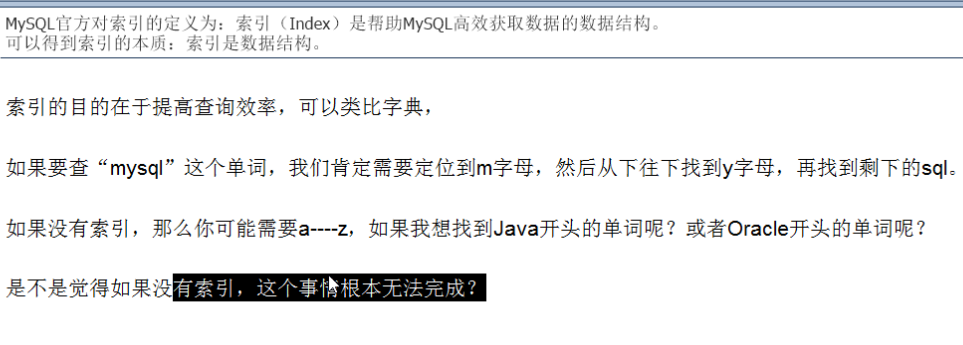 MySQL官方对索引的定义为：索引（Index）是帮助MySQL高效获取数据的数据结构。
可以得到索引的本质：索引是数据结构。
索引的目的在于提高查询效率，可以类比字典，
如果要查“mysql”这个单词，我们肯定需要定位到m字母，然后从下往下找到y字母，再找到剩下的sql。
如果没有索引，那么你可能需要a----z，如果我想找到Java开头的单词呢？或者Oracle开头的单词呢？
是不是觉得如果没有索引，这个事情根本无法完成？